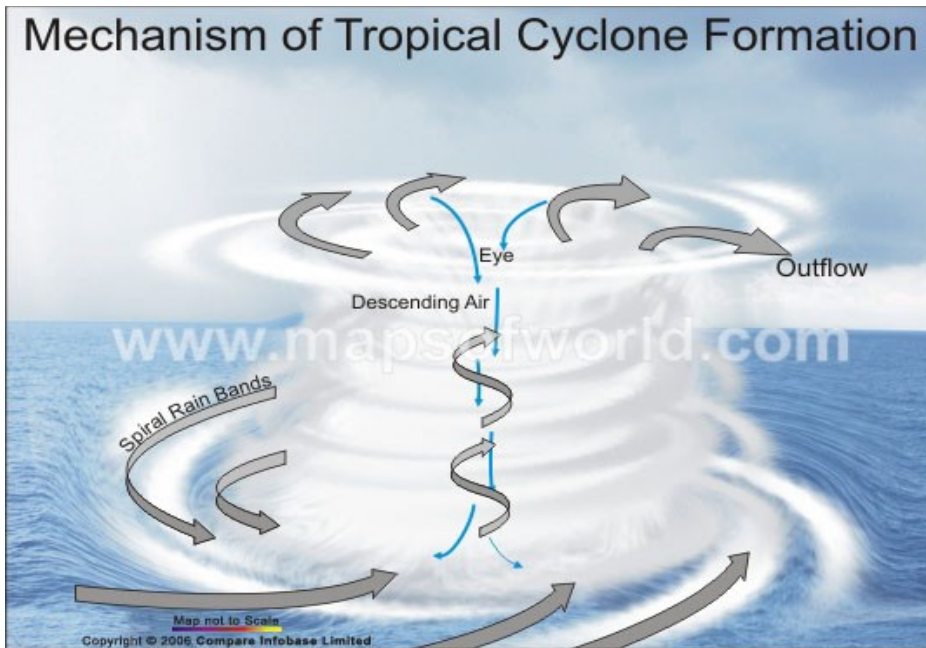 Mechanism of Tropical Cyclone Formation
Eye
Outflow
Descending Air
www.mapsofworld.com
Spiral Rain Bands
Map not to Scale
Copyright © 2006 Compare Infobase Limited